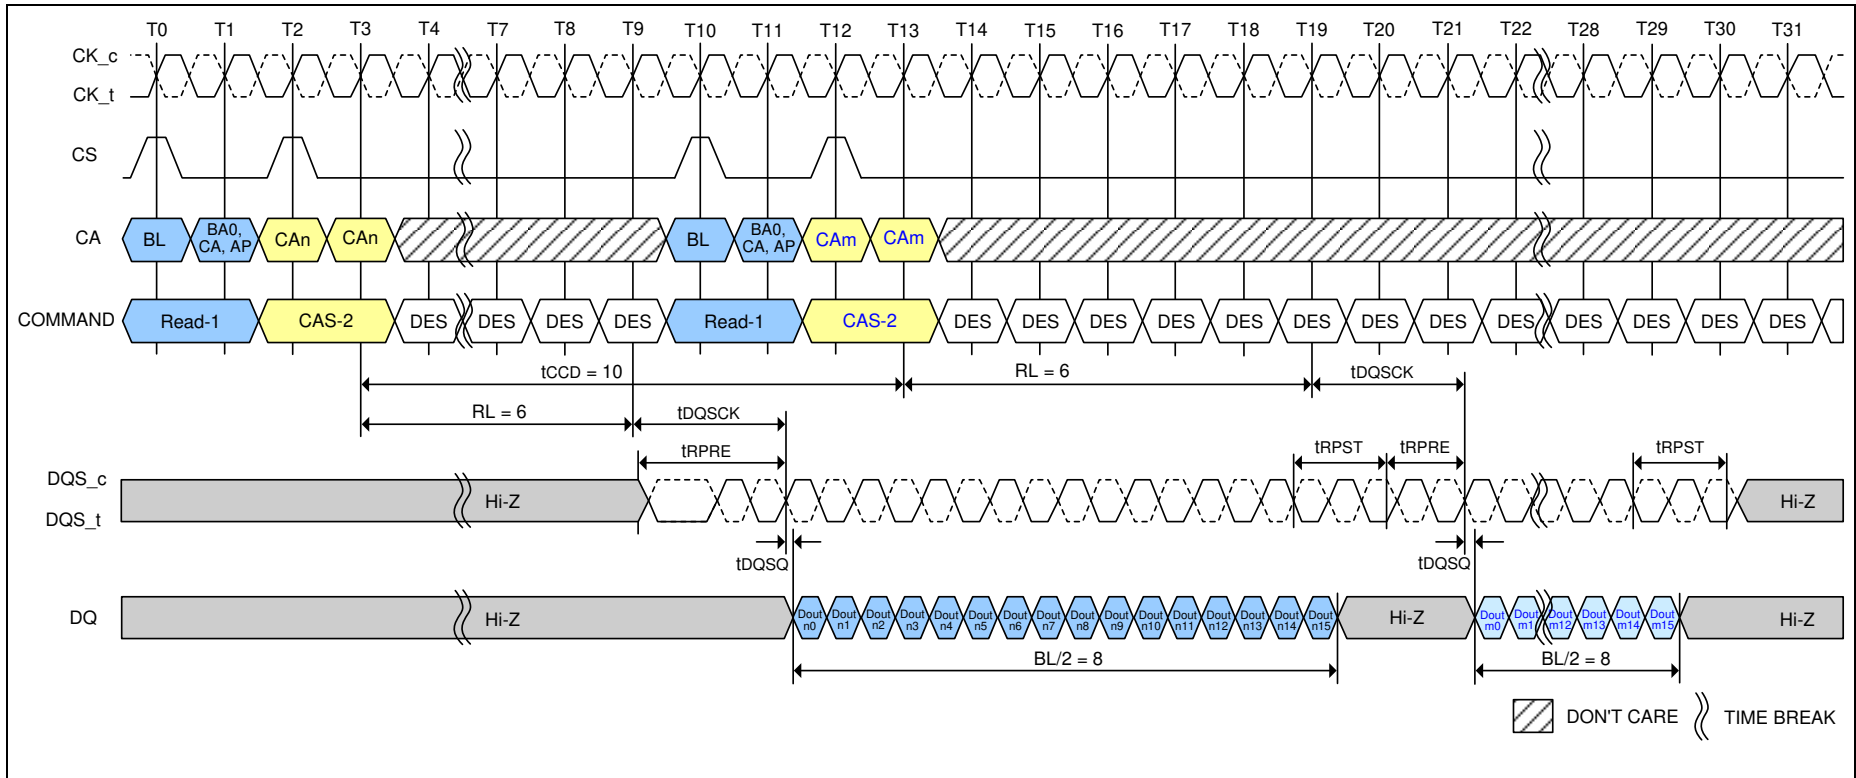 T0 T1 T2 T3 T4 T7 T8 T9 T10 T11 T12 T13 T14 T15 T16 T17 T18 T19 T20 T21 T22 T28 T29 T30 T31
CK_c
CK_t
CS
CA BL BA0, CA, AP CAn CAn BL BA0, CA, AP CAm CAm
COMMAND Read-1 CAS-2 DES DES DES DES Read-1 CAS-2 DES DES DES DES DES DES DES DES DES DES DES DES DES
tCCD = 10 RL = 6 tDQSCK
RL = 6 tDQSCK
tRPRE tRPST tRPRE tRPST
DQS_c
Hi-Z Hi-Z
DQS_t
tDQSQ tDQSQ
DQ Hi-Z Dout n0 Dout n1 Dout n2 Dout n3 Dout n4 Dout n5 Dout n6 Dout n7 Dout n8 Dout n9 Dout n10 Dout n11 Dout n12 Dout n13 Dout n14 Dout n15 Hi-Z Dout m0 Dout m1 Dout m12 Dout m13 Dout m14 Dout m15 Hi-Z
BL/2 = 8 BL/2 = 8
DON'T CARE TIME BREAK